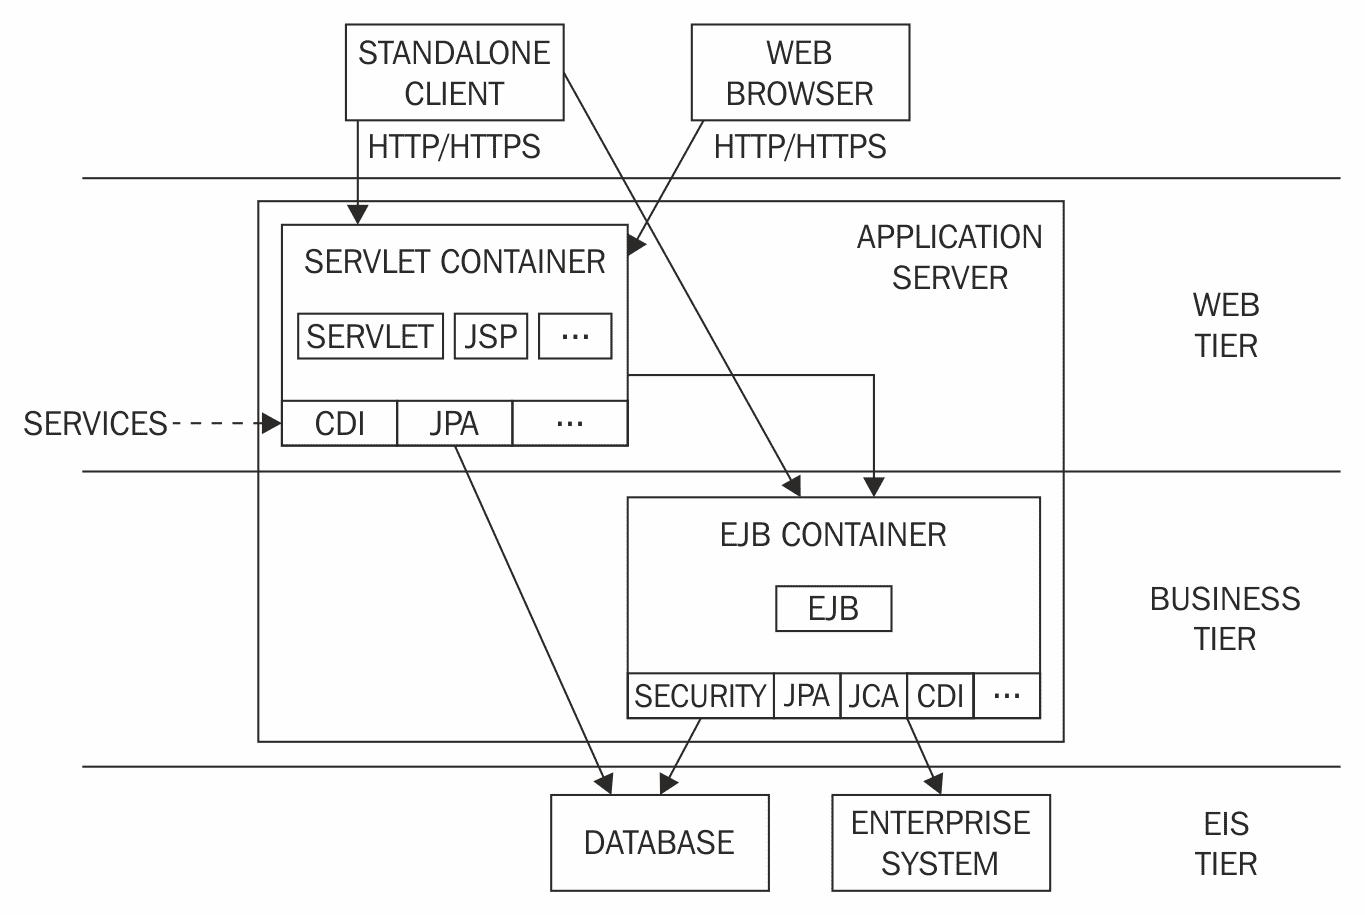 STANDALONE
CLIENT
WEB
BROWSER
HTTP/HTTPS
HTTP/HTTPS
APPLICATION
SERVER
SERVLET CONTAINER
SERVLET
JSP
...
WEB
TIER
SERVICES
CDI
JPA
...
EJB CONTAINER
EJB
BUSINESS
TIER
SECURITY
JPA
JCA
CDI
...
DATABASE
ENTERPRISE
SYSTEM
EIS
TIER